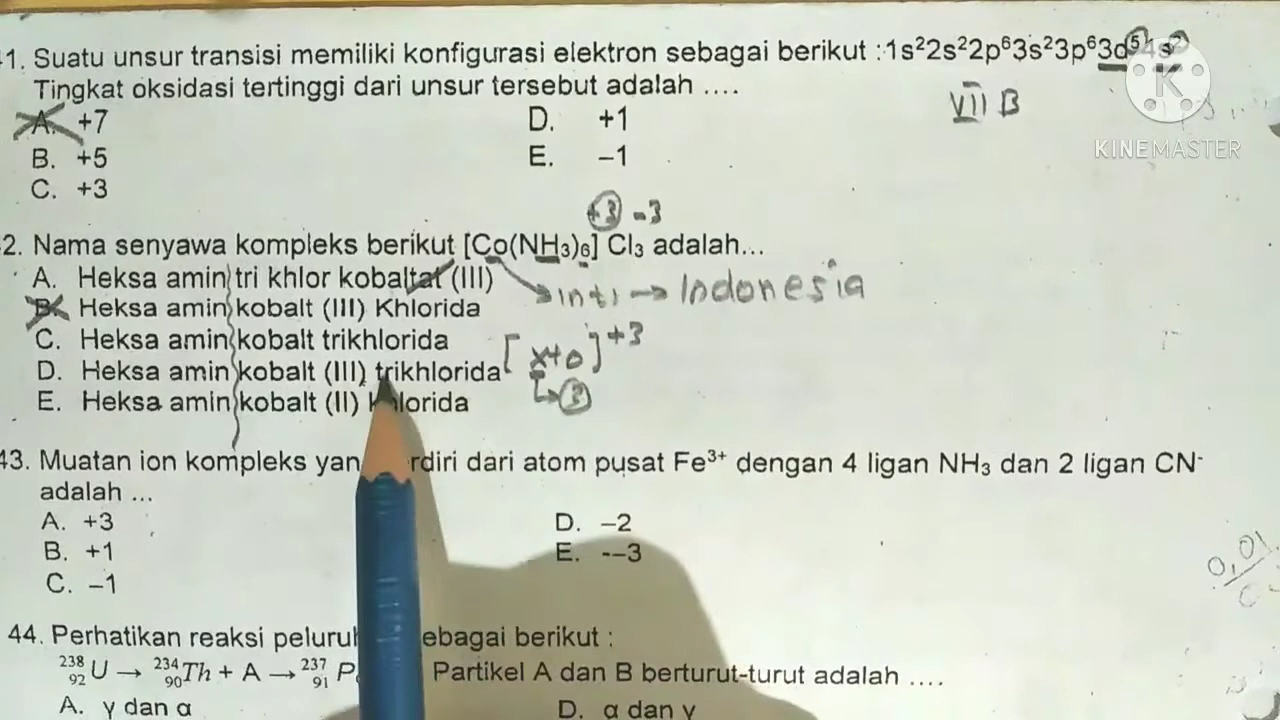 1. Suatu unsur transisi memiliki konfigurasi elektron sebagai berikut :1s²2s²2p⁶3s²3p⁶3d⁵4s²
Tingkat oksidasi tertinggi dari unsur tersebut adalah ....
VII B
KINEMASTER
A. +7
D. +1
B. +5
E. –1
C. +3
+3 -3
2. Nama senyawa kompleks berikut [Co(NH₃)₆] Cl₃ adalah...
A. Heksa amin tri khlor kobaltat (III)
inti → Indonesia
B. Heksa amin kobalt (III) Khlorida
C. Heksa amin kobalt trikhlorida
[x+0]⁺³
D. Heksa amin kobalt (III) trikhlorida
3
E. Heksa amin kobalt (II) Khlorida
43. Muatan ion kompleks yan rdiri dari atom pusat Fe³⁺ dengan 4 ligan NH₃ dan 2 ligan CN⁻
adalah ...
A. +3
D. –2
B. +1
E. --3
C. –1
0,01
44. Perhatikan reaksi peluruh ebagai berikut :
²³⁸₉₂U → ²³⁴₉₀Th + A → ²³⁷₉₁P Partikel A dan B berturut-turut adalah ....
A. γ dan α
D. α dan γ